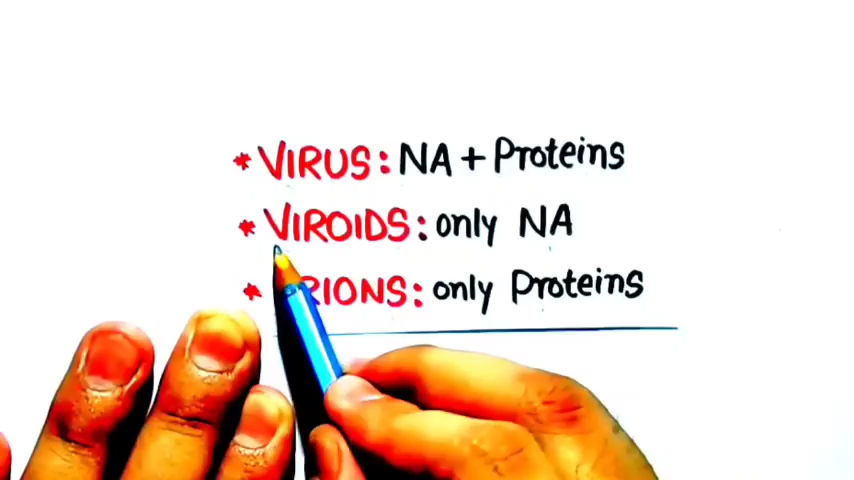 * VIRUS: NA + Proteins
* VIROIDS: only NA
* RIONS: only Proteins